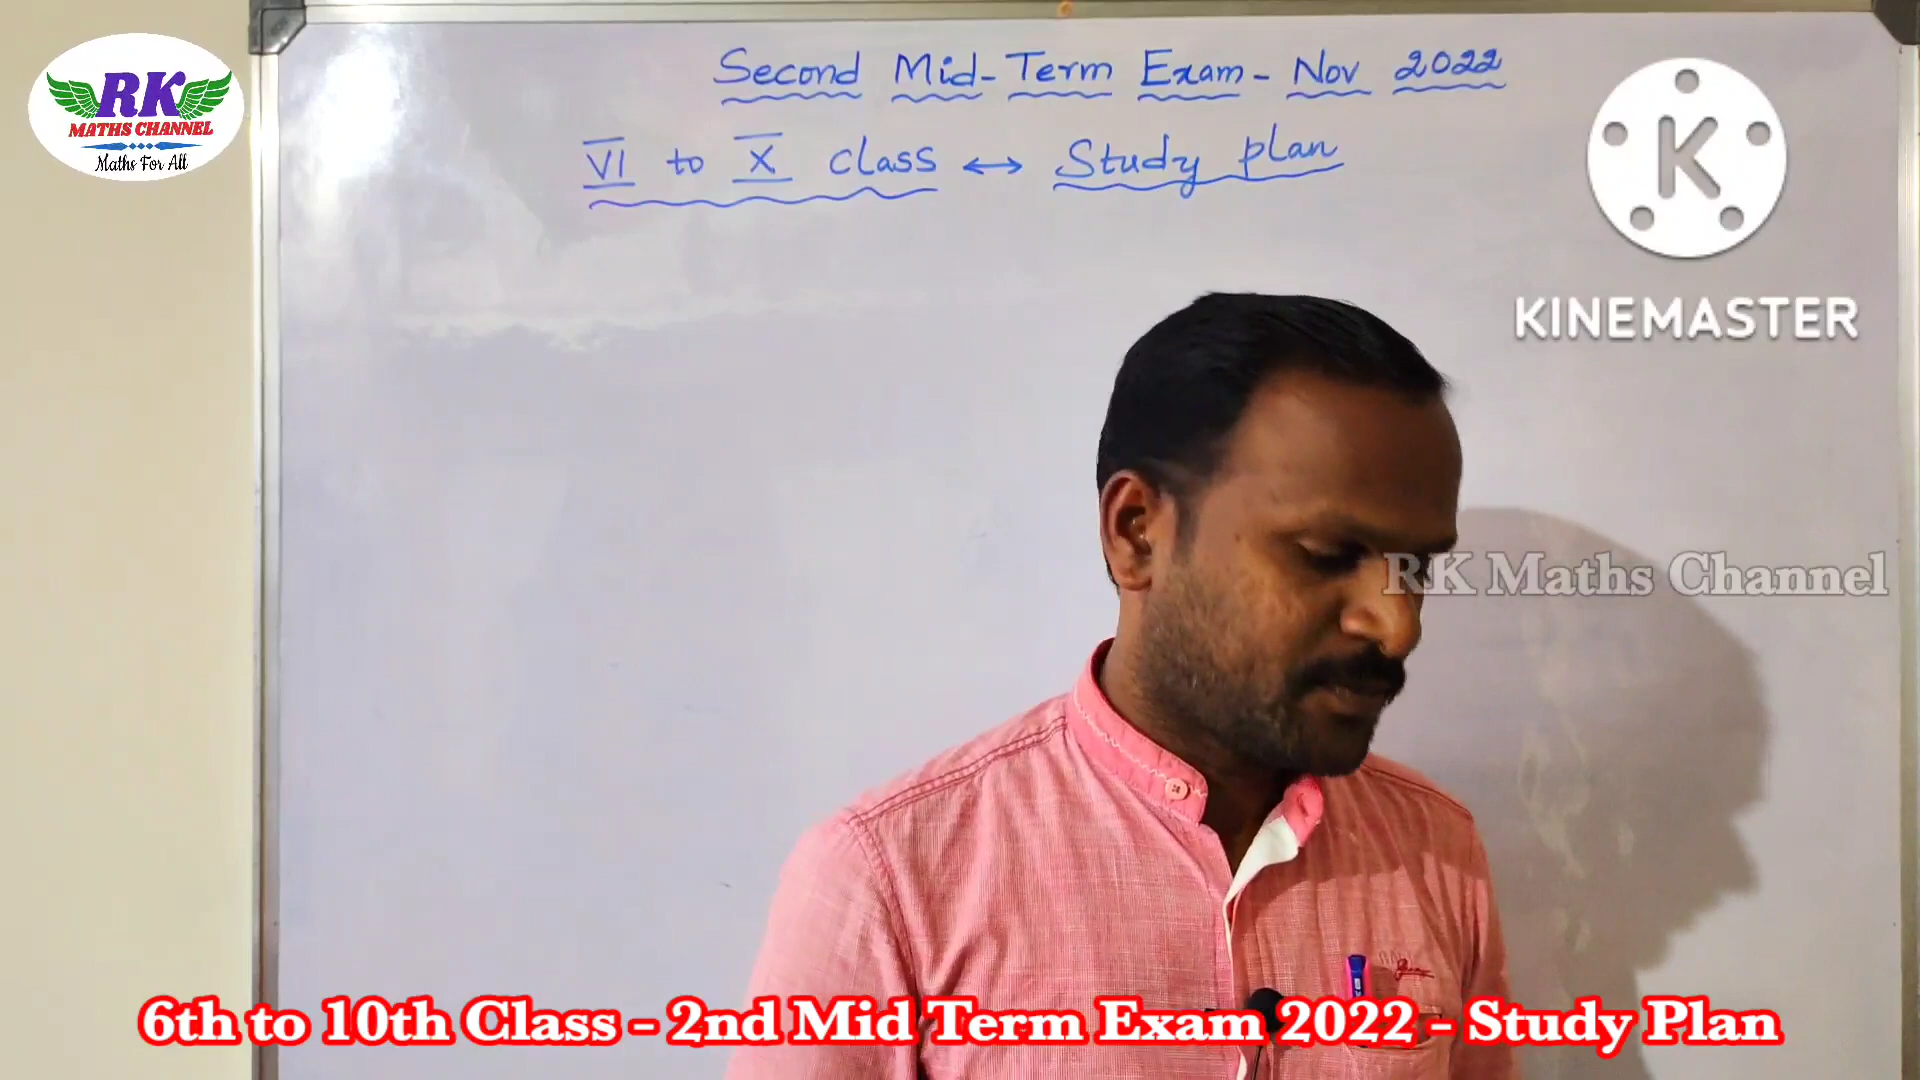 RK
MATHS CHANNEL
Maths For All
Second Mid-Term Exam - Nov 2022
VI to X class ↔ Study plan
K
KINEMASTER
RK Maths Channel
6th to 10th Class - 2nd Mid Term Exam 2022 - Study Plan